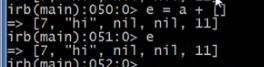 irb(main):050:0> e = a + []
=> [7, "hi", nil, nil, 11]
irb(main):051:0> e
=> [7, "hi", nil, nil, 11]
irb(main):052:0>